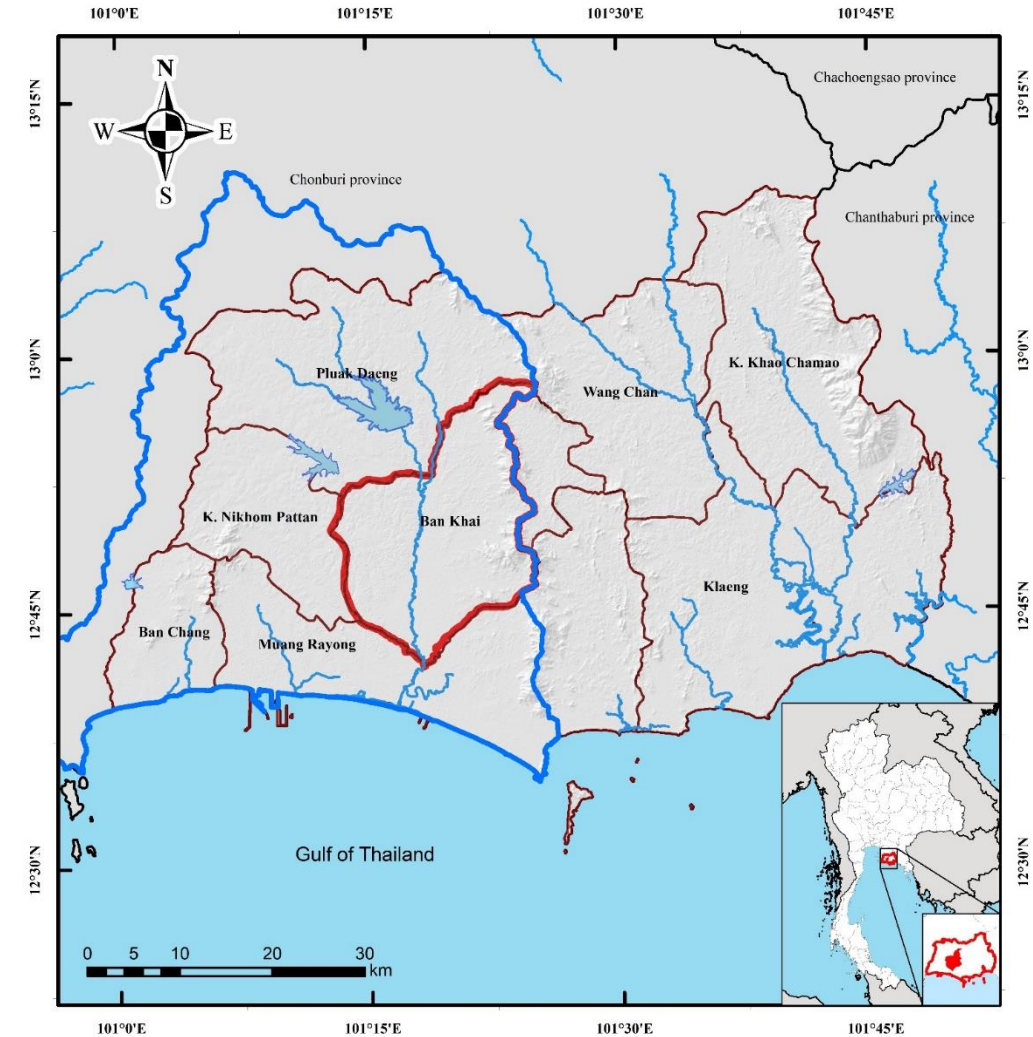 101°0'E
101°15'E
101°30'E
101°45'E
N
W
E
S
13°15'N
13°15'N
Chachoengsao province
Chonburi province
Chanthaburi province
13°0'N
13°0'N
Pluak Daeng
Wang Chan
K. Khao Chamao
K. Nikhom Pattan
Ban Khai
Klaeng
12°45'N
12°45'N
Ban Chang
Muang Rayong
Gulf of Thailand
12°30'N
12°30'N
0 5 10 20 30
km
101°0'E
101°15'E
101°30'E
101°45'E